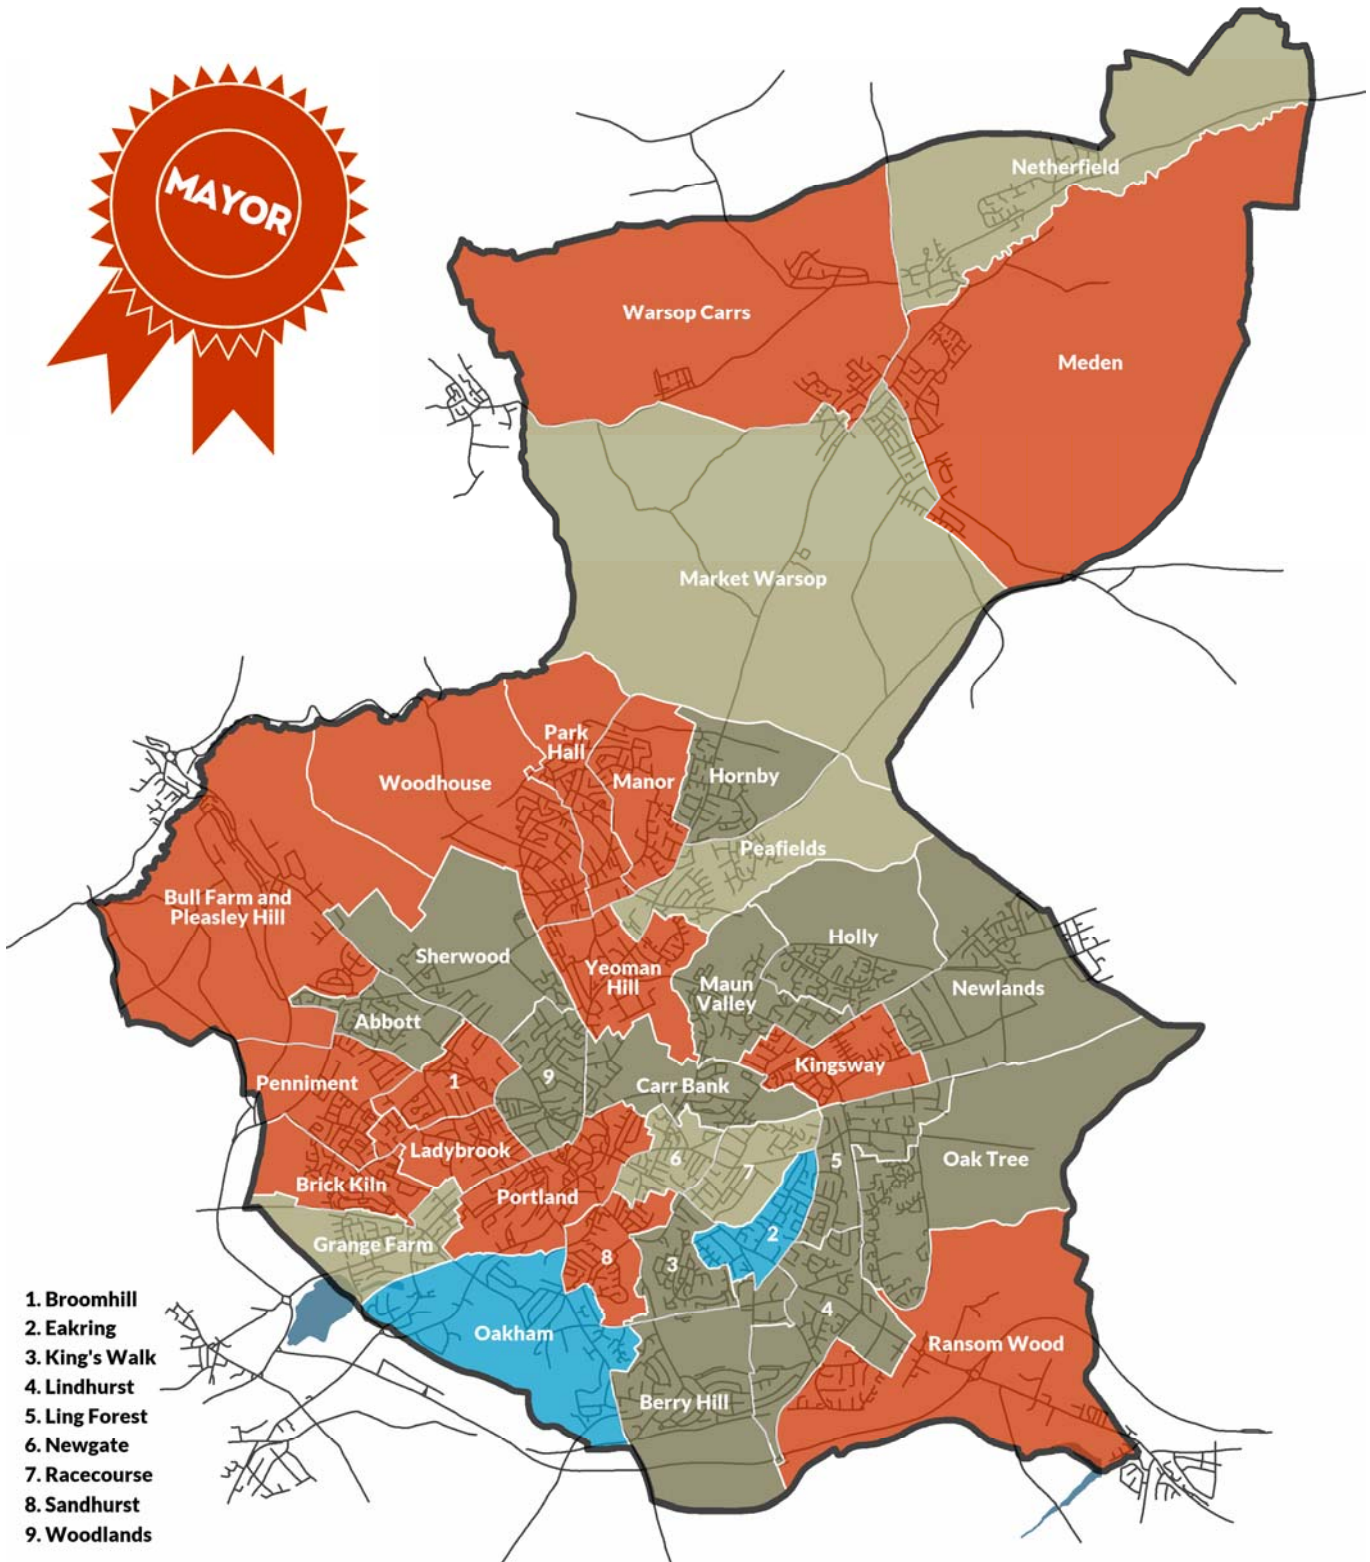 MAYOR
Netherfield
Warsop Carrs
Meden
Market Warsop
Park
Hall
Woodhouse
Manor
Hornby
Peafields
Bull Farm and
Pleasley Hill
Sherwood
Holly
Yeoman
Hill
Maun
Valley
Newlands
Abbott
Kingsway
Penniment
1
9
Carr Bank
Ladybrook
6
7
5
Oak Tree
Brick Kiln
Portland
Grange Farm
2
8
3
4
Oakham
Ransom Wood
Berry Hill
1. Broomhill
2. Eakring
3. King's Walk
4. Lindhurst
5. Ling Forest
6. Newgate
7. Racecourse
8. Sandhurst
9. Woodlands